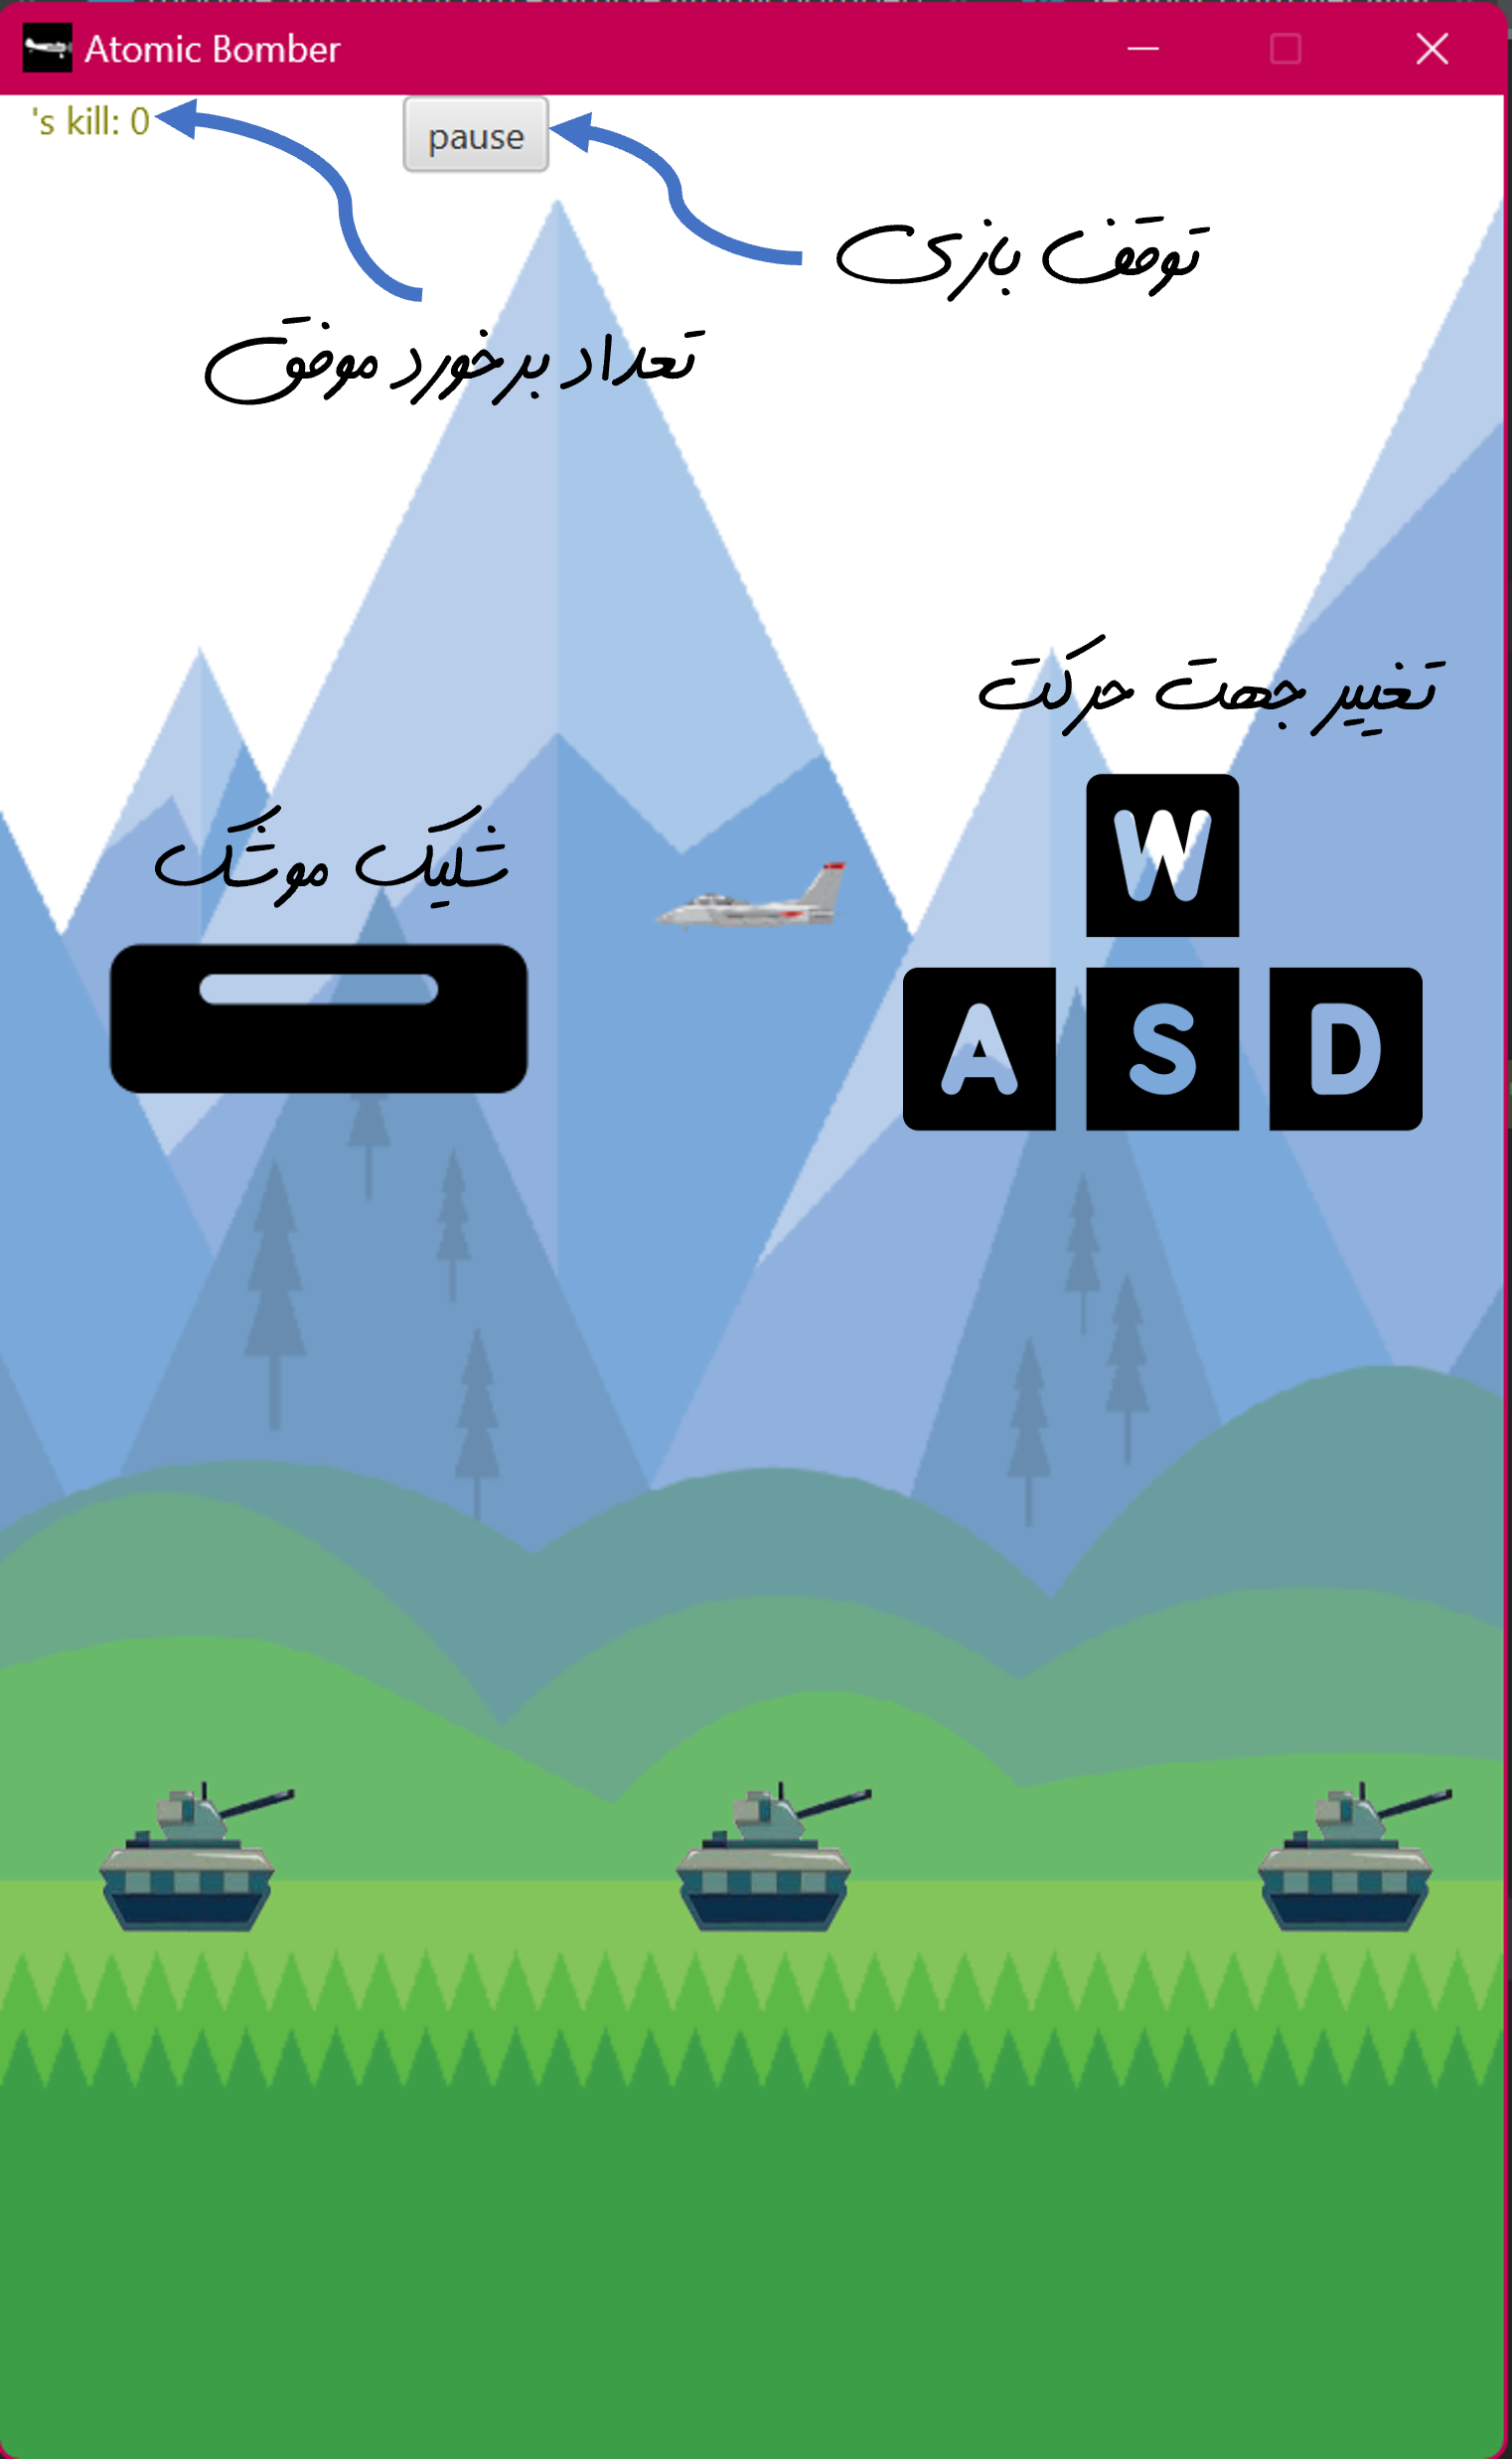 Atomic Bomber
's kill: 0
pause
توقف بازی
تعداد برخورد موفق
تغییر جهت حرکت
شلیک موشک
W
A S D